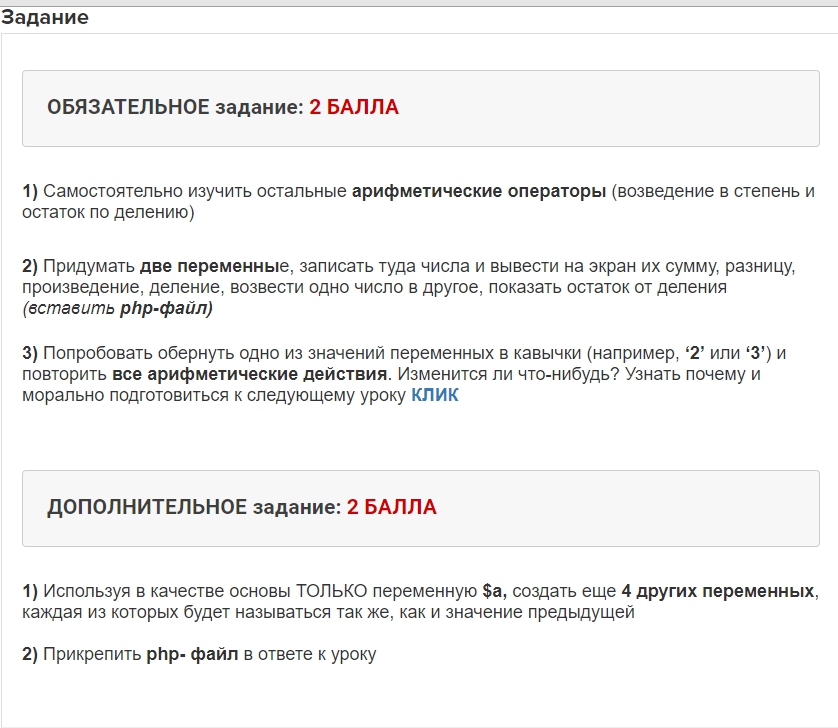 Задание
ОБЯЗАТЕЛЬНОЕ задание: 2 БАЛЛА
1) Самостоятельно изучить остальные арифметические операторы (возведение в степень и
остаток по делению)
2) Придумать две переменные, записать туда числа и вывести на экран их сумму, разницу,
произведение, деление, возвести одно число в другое, показать остаток от деления
(вставить php-файл)
3) Попробовать обернуть одно из значений переменных в кавычки (например, ‘2’ или ‘3’) и
повторить все арифметические действия. Изменится ли что-нибудь? Узнать почему и
морально подготовиться к следующему уроку КЛИК
ДОПОЛНИТЕЛЬНОЕ задание: 2 БАЛЛА
1) Используя в качестве основы ТОЛЬКО переменную $a, создать еще 4 других переменных,
каждая из которых будет называться так же, как и значение предыдущей
2) Прикрепить php- файл в ответе к уроку